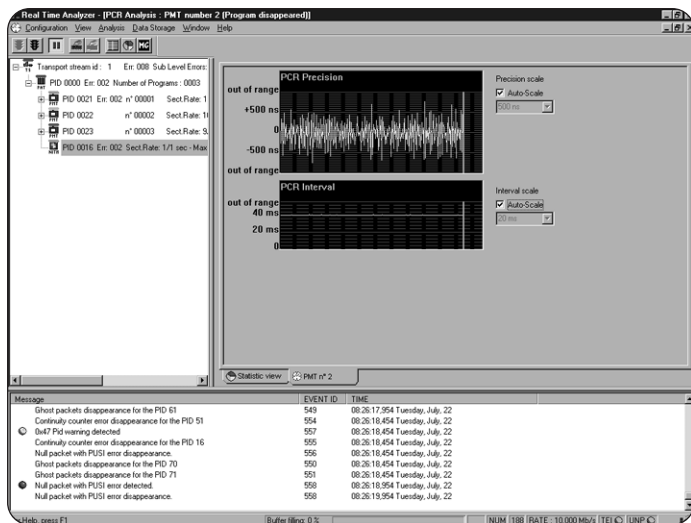 Real Time Analyzer - [PCR Analysis : PMT number 2 [Program disappeared]]
Configuration View Analysis Data Storage Window Help
Transport stream id : 1 Err: 008 Sub Level Errors:
PID 0000 Err: 002 Number of Programs : 0003
PID 0021 Err: 002 n° 00001 Sect.Rate: 1
PID 0022 n° 00002 Sect.Rate:
PID 0023 n° 00003 Sect.Rate: 9.
PID 0016 Err: 002 Sect.Rate: 1/1 sec - Max
PCR Precision
out of range
+500 ns
0
-500 ns
out of range
Precision scale
Auto-Scale
500 ns
PCR Interval
out of range
40 ms
20 ms
0
Interval scale
Auto-Scale
20 ms
Statistic view PMT n° 2
Message EVENT ID TIME
Ghost packets disappearance for the PID 61 549 08:26:17,954 Tuesday, July, 22
Continuity counter error disappearance for the PID 51 554 08:26:18,454 Tuesday, July, 22
0x47 Pid warning detected 557 08:26:17,954 Tuesday, July, 22
Continuity counter error disappearance for the PID 16 555 08:26:18,454 Tuesday, July, 22
Null packet with PUSI error disappearance. 556 08:26:18,454 Tuesday, July, 22
Ghost packets disappearance for the PID 70 550 08:26:18,454 Tuesday, July, 22
Ghost packets disappearance for the PID 71 551 08:26:18,454 Tuesday, July, 22
Null packet with PUSI error detected. 558 08:26:18,954 Tuesday, July, 22
Null packet with PUSI error disappearance. 558 08:26:19,954 Tuesday, July, 22
Help, press F1 Buffer filling: 0 % NUM 188 RATE : 10.000 Mb/s TEI UNP